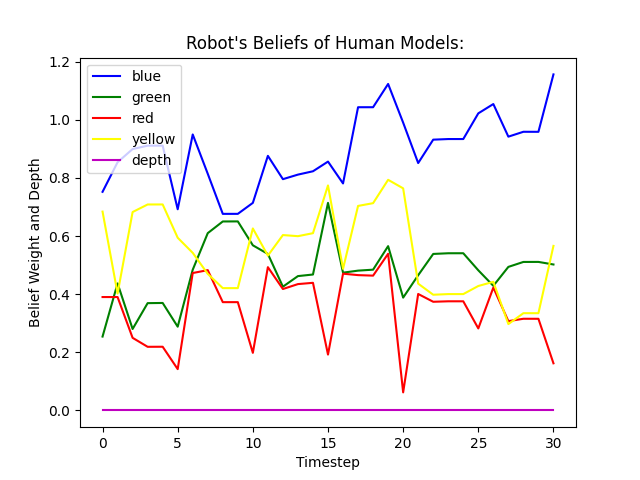 Robot's Beliefs of Human Models:
1.2
1.0
0.8
0.6
0.4
0.2
0.0
Belief Weight and Depth
blue
green
red
yellow
depth
0 5 10 15 20 25 30
Timestep